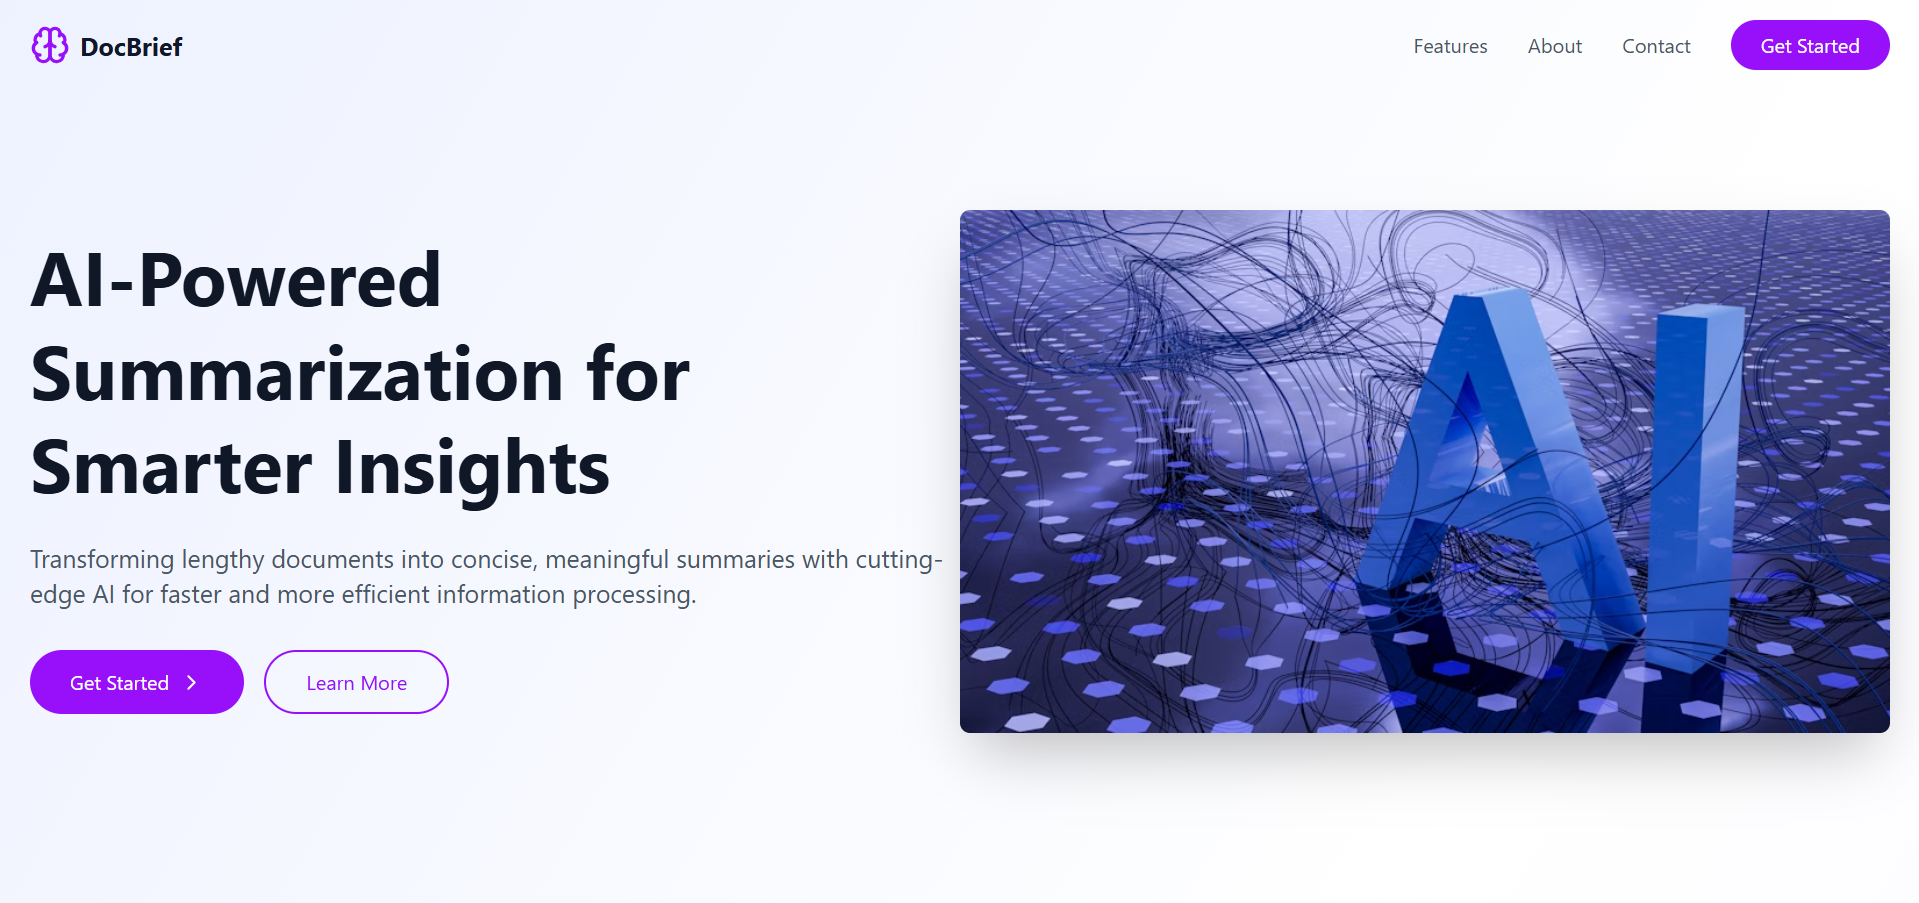 DocBrief
Features
About
Contact
Get Started
AI-Powered
Summarization for
Smarter Insights
Transforming lengthy documents into concise, meaningful summaries with cutting-
edge AI for faster and more efficient information processing.
Get Started
Learn More
AI